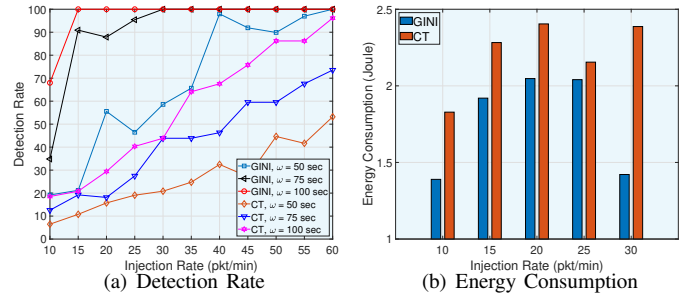 Detection Rate
100
90
80
70
60
50
40
30
20
10
0
GINI, ω = 50 sec
GINI, ω = 75 sec
GINI, ω = 100 sec
CT, ω = 50 sec
CT, ω = 75 sec
CT, ω = 100 sec
10 15 20 25 30 35 40 45 50 55 60
Injection Rate (pkt/min)
(a) Detection Rate
Energy Consumption (Joule)
2.5
2
1.5
1
GINI
CT
10 15 20 25 30
Injection Rate (pkt/min)
(b) Energy Consumption